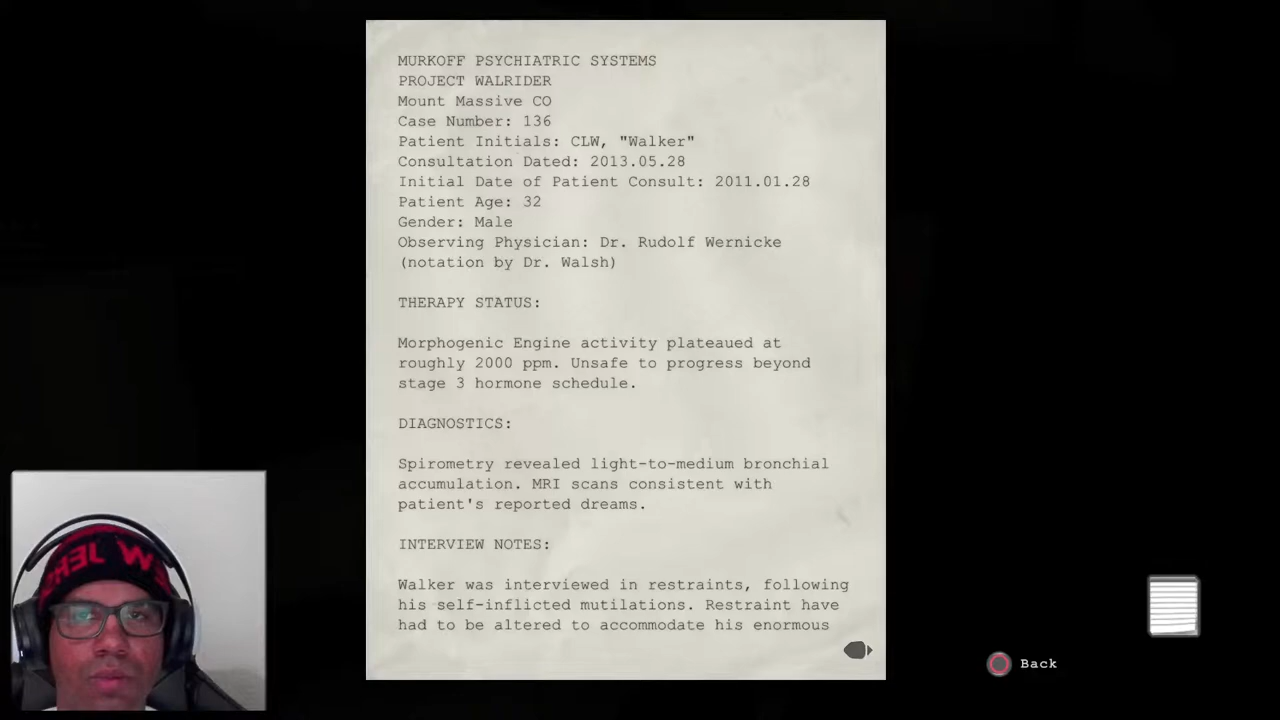 MURKOFF PSYCHIATRIC SYSTEMS
PROJECT WALRIDER
Mount Massive CO
Case Number: 136
Patient Initials: CLW, "Walker"
Consultation Dated: 2013.05.28
Initial Date of Patient Consult: 2011.01.28
Patient Age: 32
Gender: Male
Observing Physician: Dr. Rudolf Wernicke
(notation by Dr. Walsh)
THERAPY STATUS:
Morphogenic Engine activity plateaued at
roughly 2000 ppm. Unsafe to progress beyond
stage 3 hormone schedule.
DIAGNOSTICS:
Spirometry revealed light-to-medium bronchial
accumulation. MRI scans consistent with
patient's reported dreams.
INTERVIEW NOTES:
Walker was interviewed in restraints, following
his self-inflicted mutilations. Restraint have
had to be altered to accommodate his enormous
Back